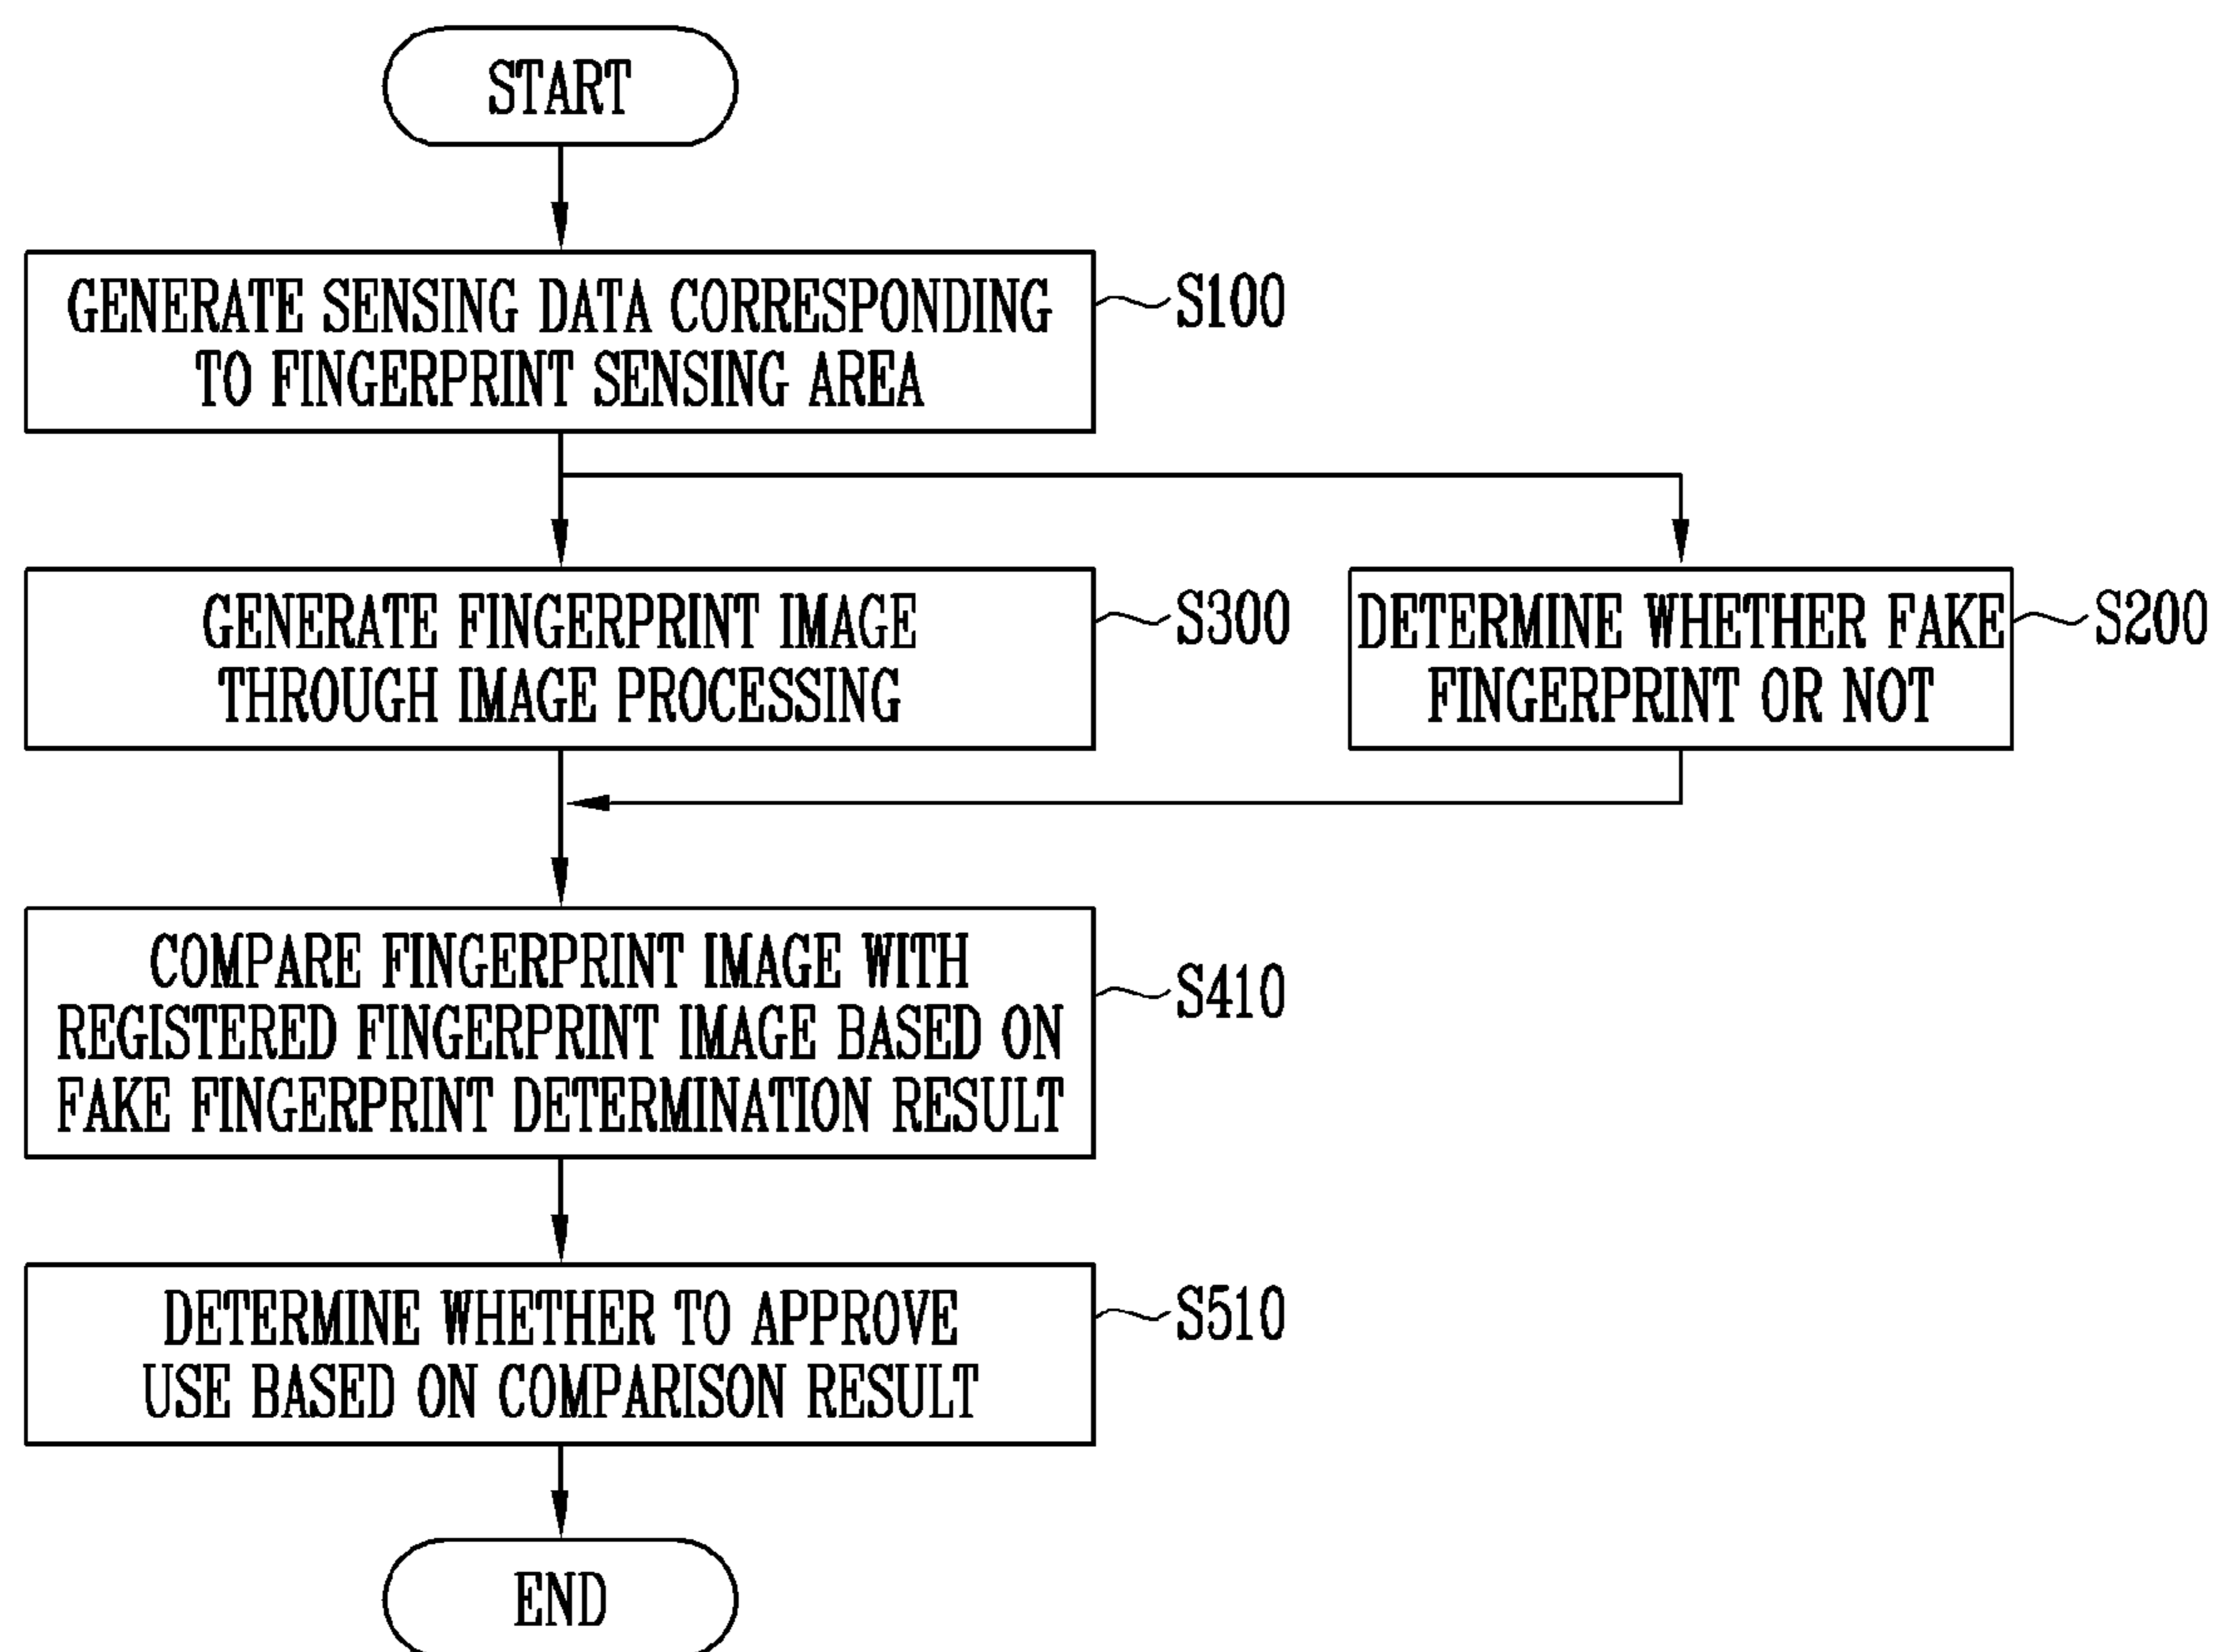 START
GENERATE SENSING DATA CORRESPONDING
TO FINGERPRINT SENSING AREA
S100
GENERATE FINGERPRINT IMAGE
THROUGH IMAGE PROCESSING
S300
DETERMINE WHETHER FAKE
FINGERPRINT OR NOT
S200
COMPARE FINGERPRINT IMAGE WITH
REGISTERED FINGERPRINT IMAGE BASED ON
FAKE FINGERPRINT DETERMINATION RESULT
S410
DETERMINE WHETHER TO APPROVE
USE BASED ON COMPARISON RESULT
S510
END